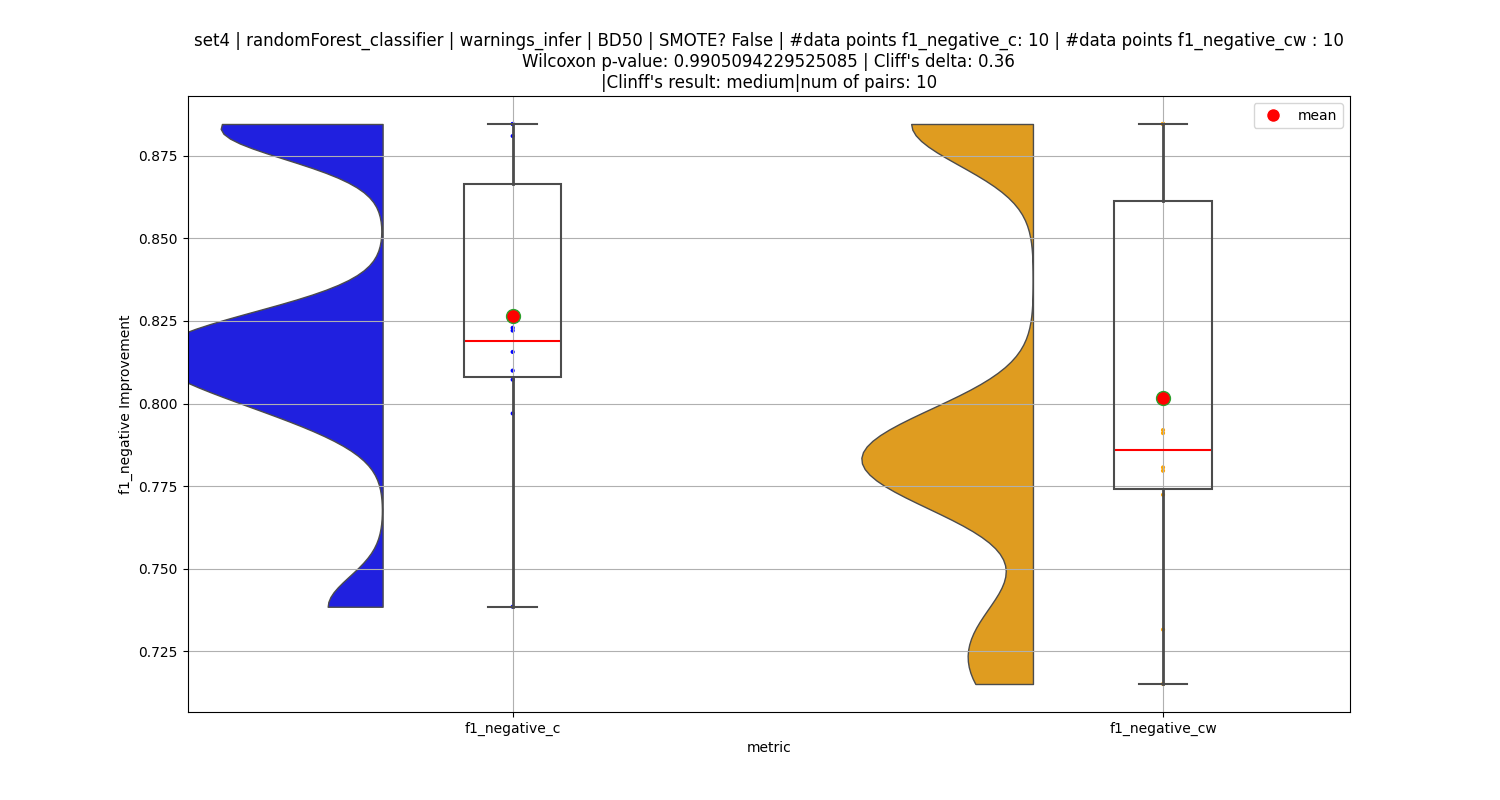 set4 | randomForest_classifier | warnings_infer | BD50 | SMOTE? False | #data points f1_negative_c: 10 | #data points f1_negative_cw : 10
Wilcoxon p-value: 0.9905094229525085 | Cliff's delta: 0.36
|Clinff's result: medium|num of pairs: 10
mean
0.875
0.850
0.825
0.800
0.775
0.750
0.725
f1_negative Improvement
f1_negative_c
f1_negative_cw
metric